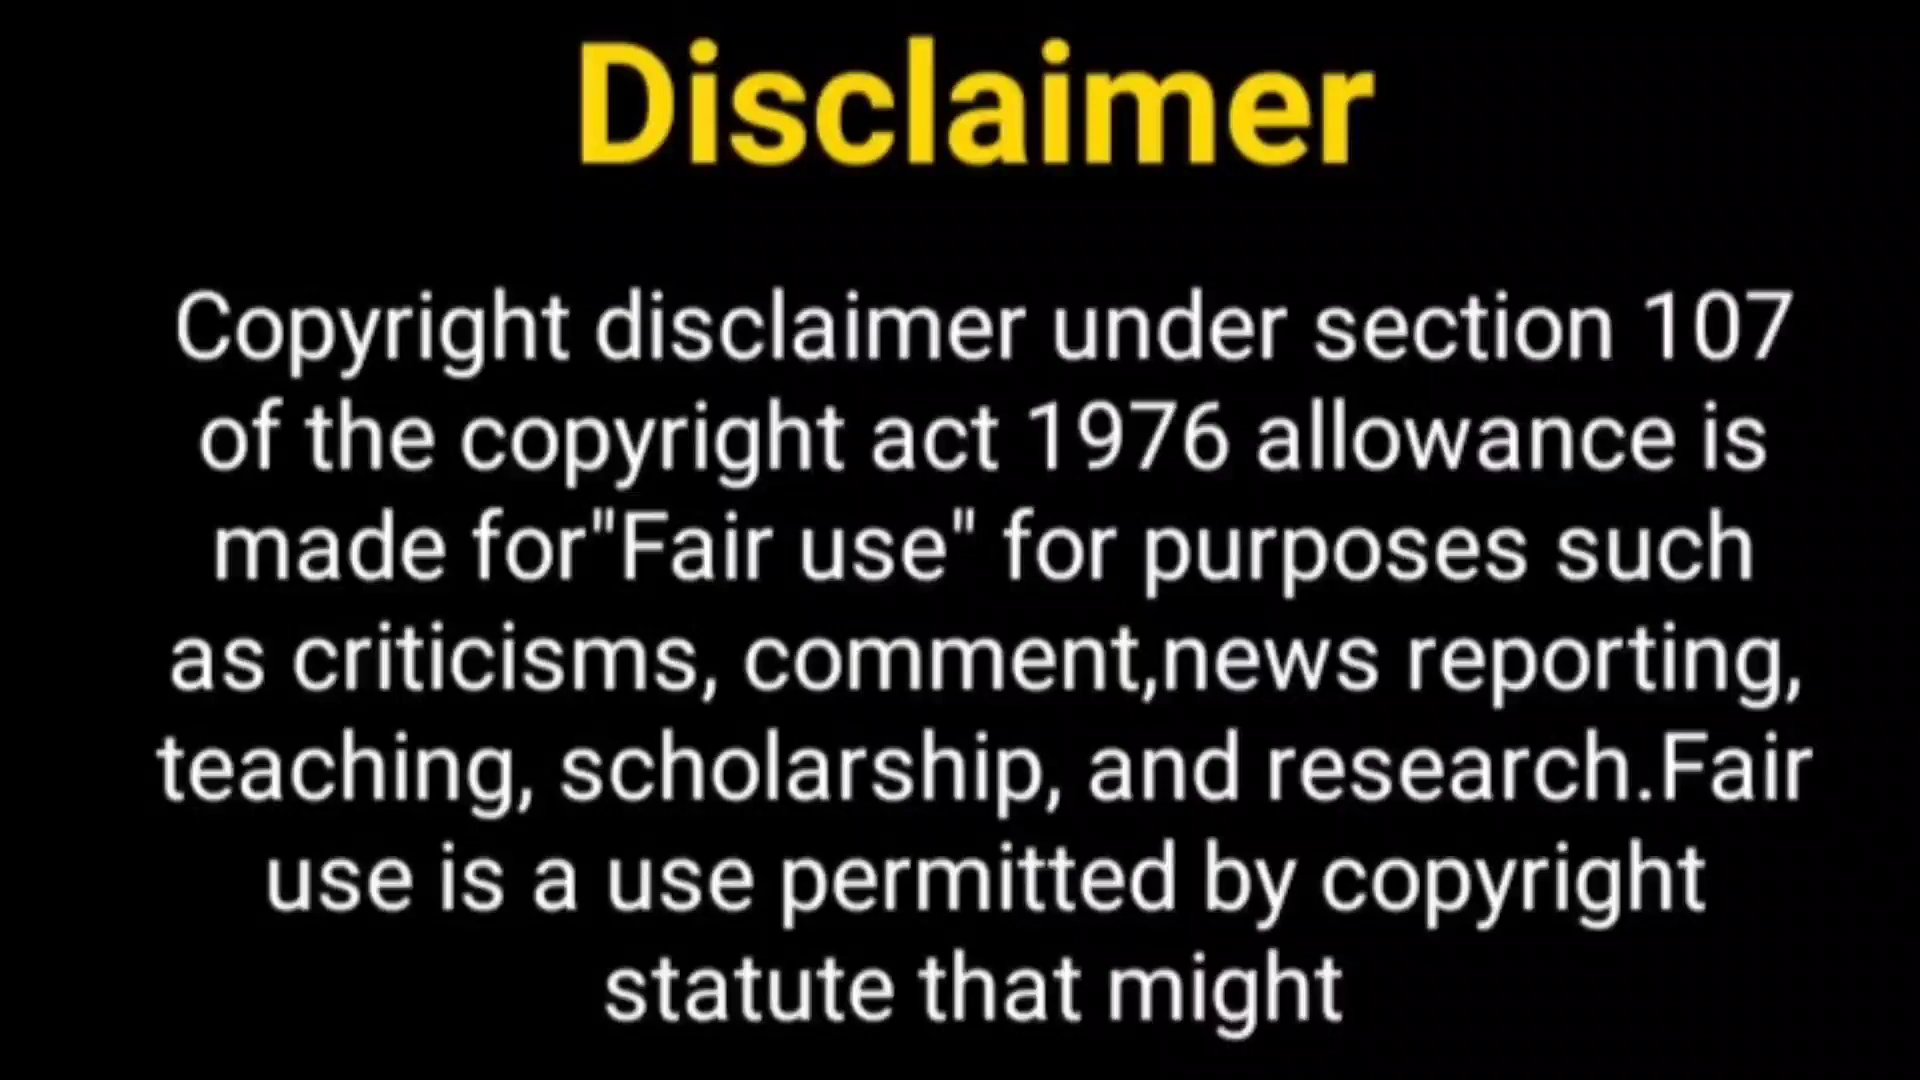 Disclaimer
Copyright disclaimer under section 107
of the copyright act 1976 allowance is
made for"Fair use" for purposes such
as criticisms, comment,news reporting,
teaching, scholarship, and research.Fair
use is a use permitted by copyright
statute that might